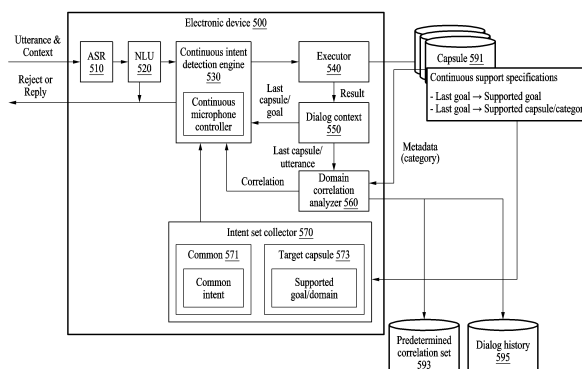 Electronic device 500
Utterance &
Context
ASR
510
NLU
520
Continuous intent
detection engine
530
Executor
540
Capsule 591
Reject or
Reply
Continuous
microphone
controller
Last
capsule/
goal
Result
Dialog context
550
Continuous support specifications
- Last goal → Supported goal
- Last goal → Supported capsule/categor
Last capsule/
utterance
Metadata
(category)
Correlation
Domain
correlation
analyzer 560
Intent set collector 570
Common 571
Common
intent
Target capsule 573
Supported
goal/domain
Predetermined
correlation set
593
Dialog history
595